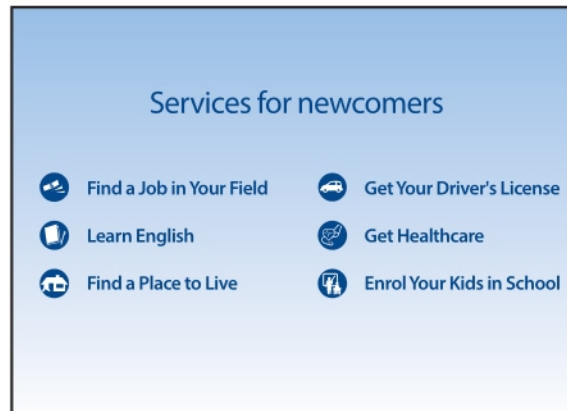 Services for newcomers
Find a Job in Your Field
Get Your Driver's License
Learn English
Get Healthcare
Find a Place to Live
Enrol Your Kids in School